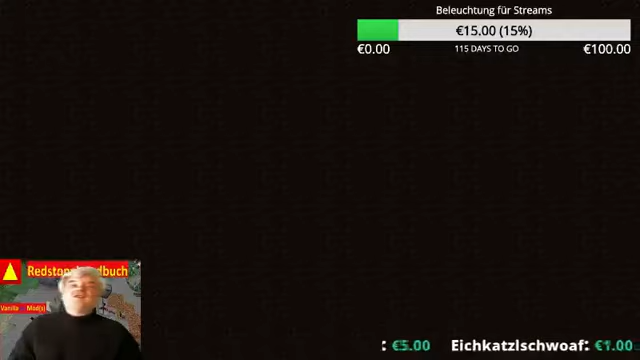 Beleuchtung für Streams
€15.00 (15%)
€0.00 115 DAYS TO GO €100.00
Vanilla Mod(s)
: €5.00 Eichkatzlschwoaf: €1.00